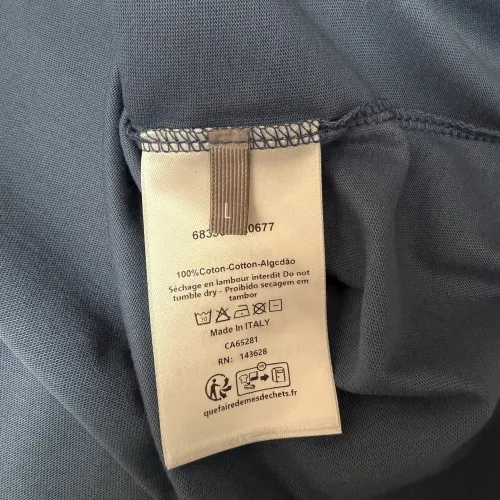 L
0677
100%Coton-Cotton-Algodão
Séchage en tambour interdit Do not
tumble dry - Proibido secagem em
tambor
Made In ITALY
CA65281
RN: 143628
quefairedemesdechets.fr